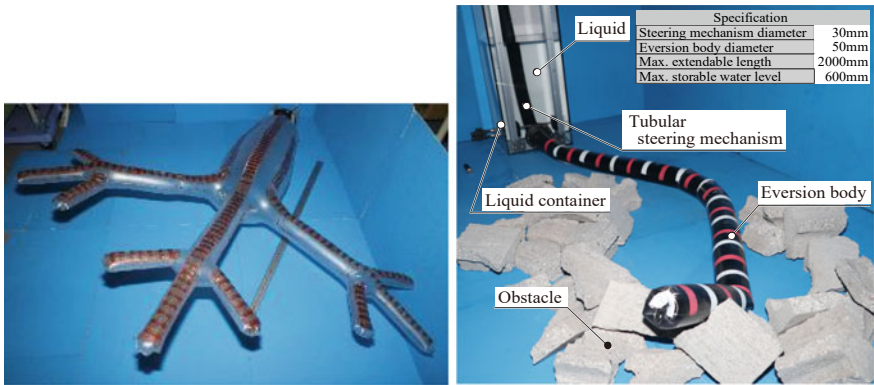 Liquid
Specification
Steering mechanism diameter 30mm
Eversion body diameter 50mm
Max. extendable length 2000mm
Max. storable water level 600mm
Tubular
steering mechanism
Liquid container
Eversion body
Obstacle